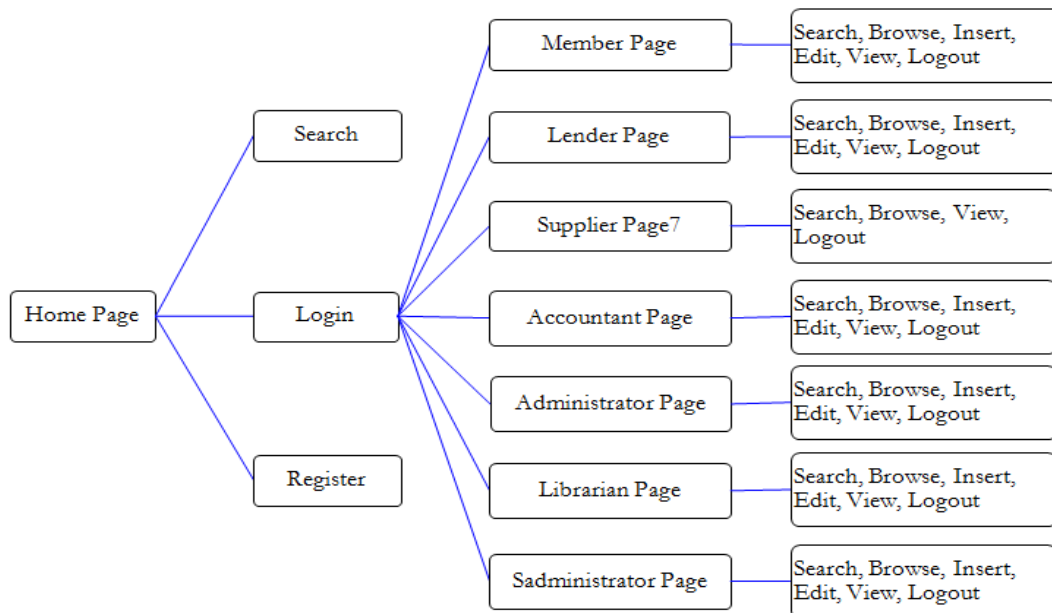 Home Page
Search
Login
Register
Member Page
Search, Browse, Insert,
Edit, View, Logout
Lender Page
Search, Browse, Insert,
Edit, View, Logout
Supplier Page7
Search, Browse, View,
Logout
Accountant Page
Search, Browse, Insert,
Edit, View, Logout
Administrator Page
Search, Browse, Insert,
Edit, View, Logout
Librarian Page
Search, Browse, Insert,
Edit, View, Logout
Sadministrator Page
Search, Browse, Insert,
Edit, View, Logout